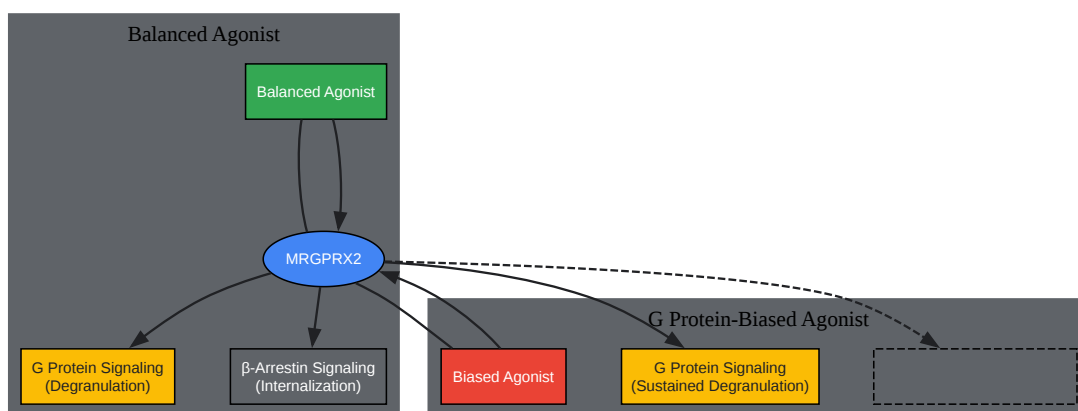 Balanced Agonist
Balanced Agonist
MRGPRX2
G Protein-Biased Agonist
G Protein Signaling
(Degranulation)
β-Arrestin Signaling
(Internalization)
Biased Agonist
G Protein Signaling
(Sustained Degranulation)